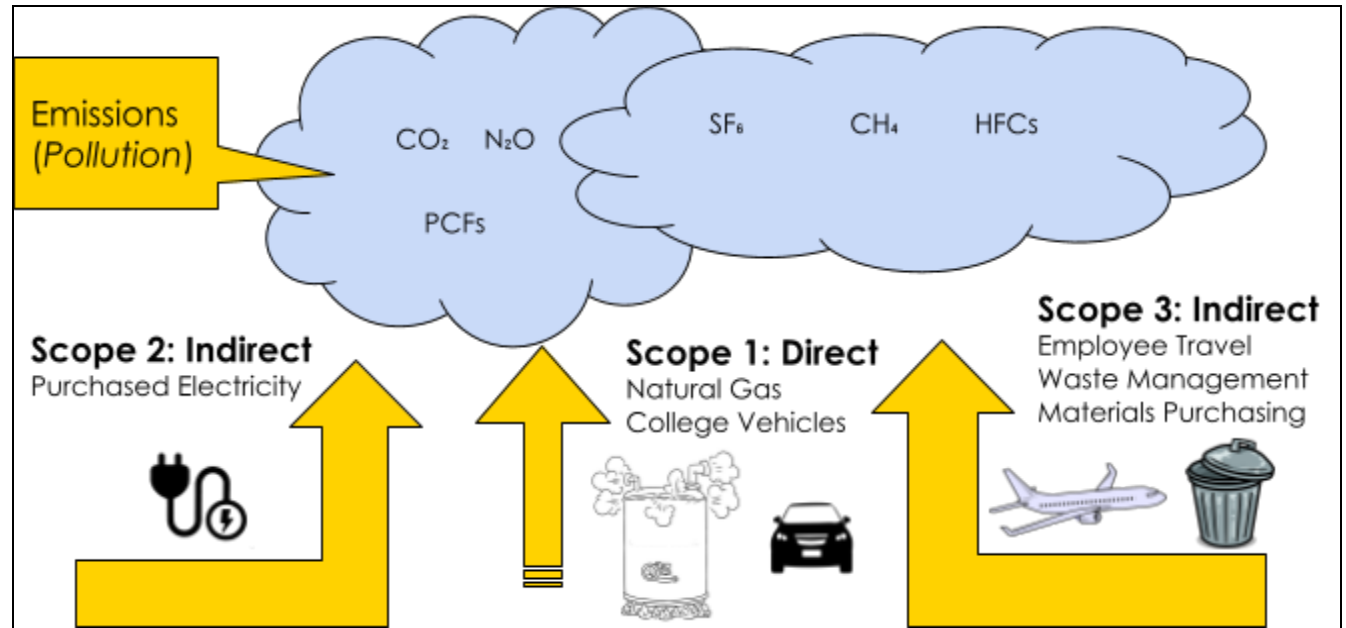 Emissions
(Pollution)
CO₂ N₂O
PCFs
SF₆ CH₄ HFCs
Scope 2: Indirect
Purchased Electricity
Scope 1: Direct
Natural Gas
College Vehicles
Scope 3: Indirect
Employee Travel
Waste Management
Materials Purchasing